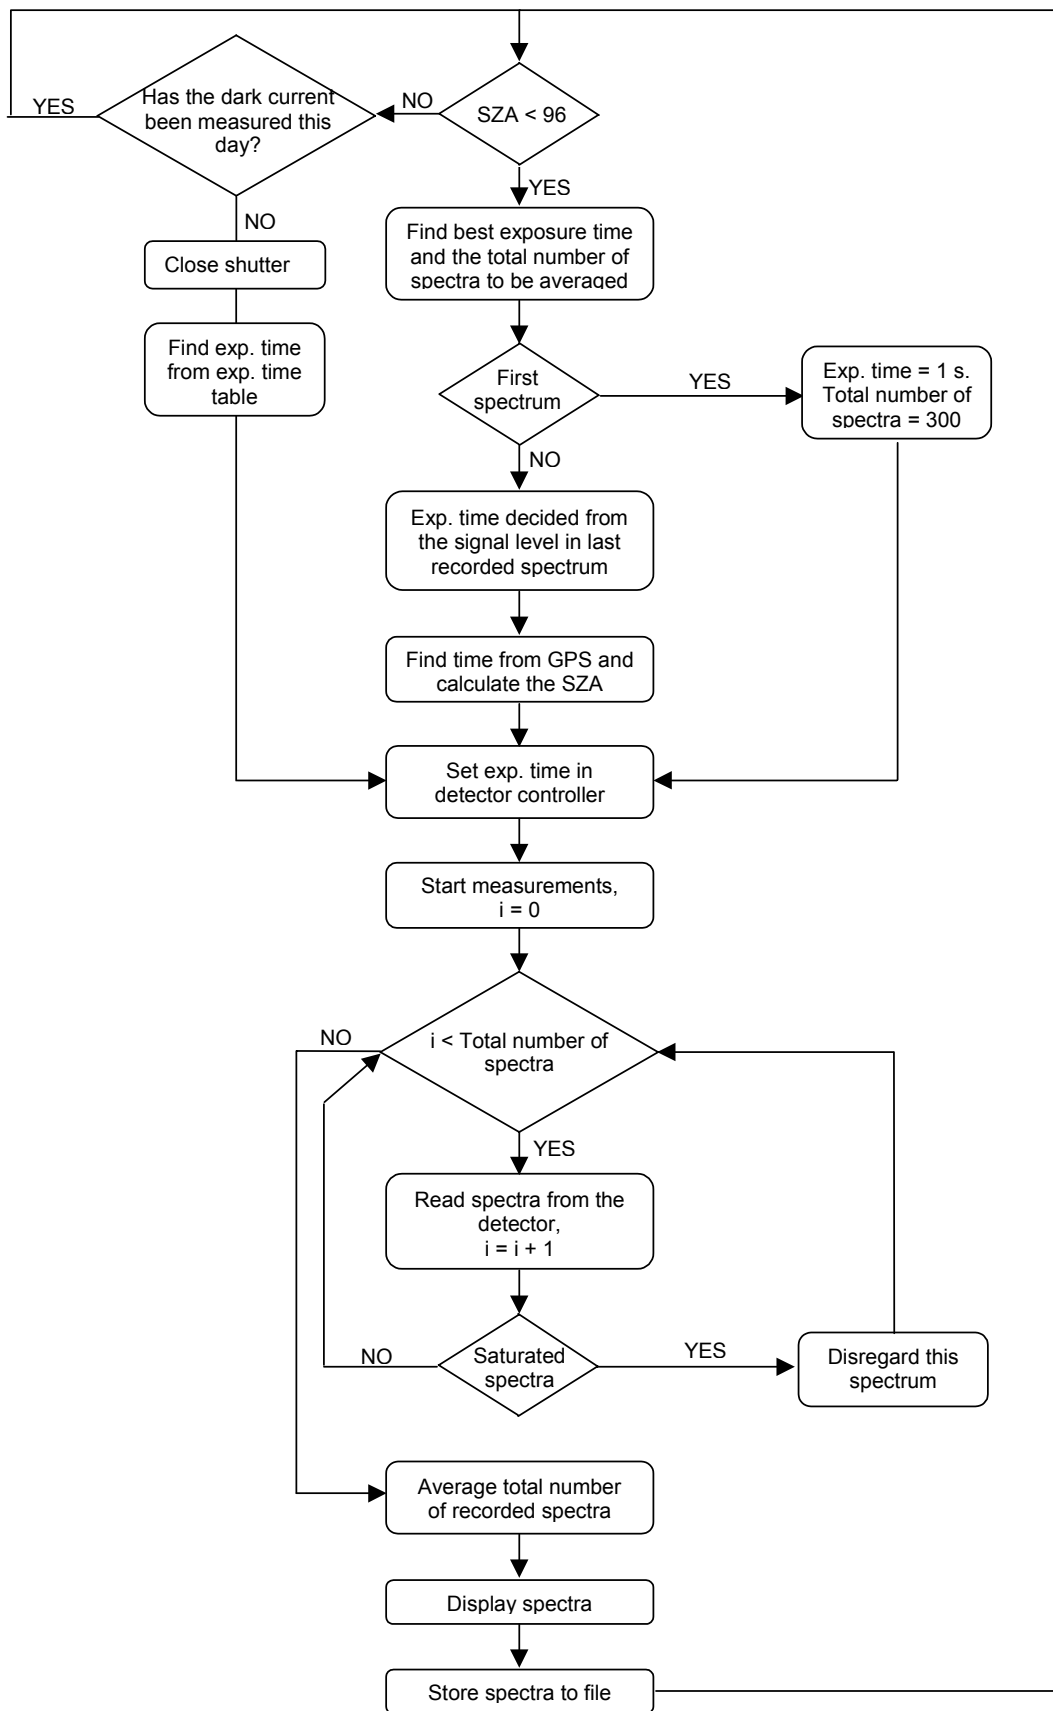 YES
Has the dark current
been measured this
day?
NO
SZA < 96
YES
NO
Close shutter
Find best exposure time
and the total number of
spectra to be averaged
Find exp. time
from exp. time
table
First
spectrum
YES
Exp. time = 1 s.
Total number of
spectra = 300
NO
Exp. time decided from
the signal level in last
recorded spectrum
Find time from GPS and
calculate the SZA
Set exp. time in
detector controller
Start measurements,
i = 0
NO
i < Total number of
spectra
YES
Read spectra from the
detector,
i = i + 1
NO
Saturated
spectra
YES
Disregard this
spectrum
Average total number
of recorded spectra
Display spectra
Store spectra to file